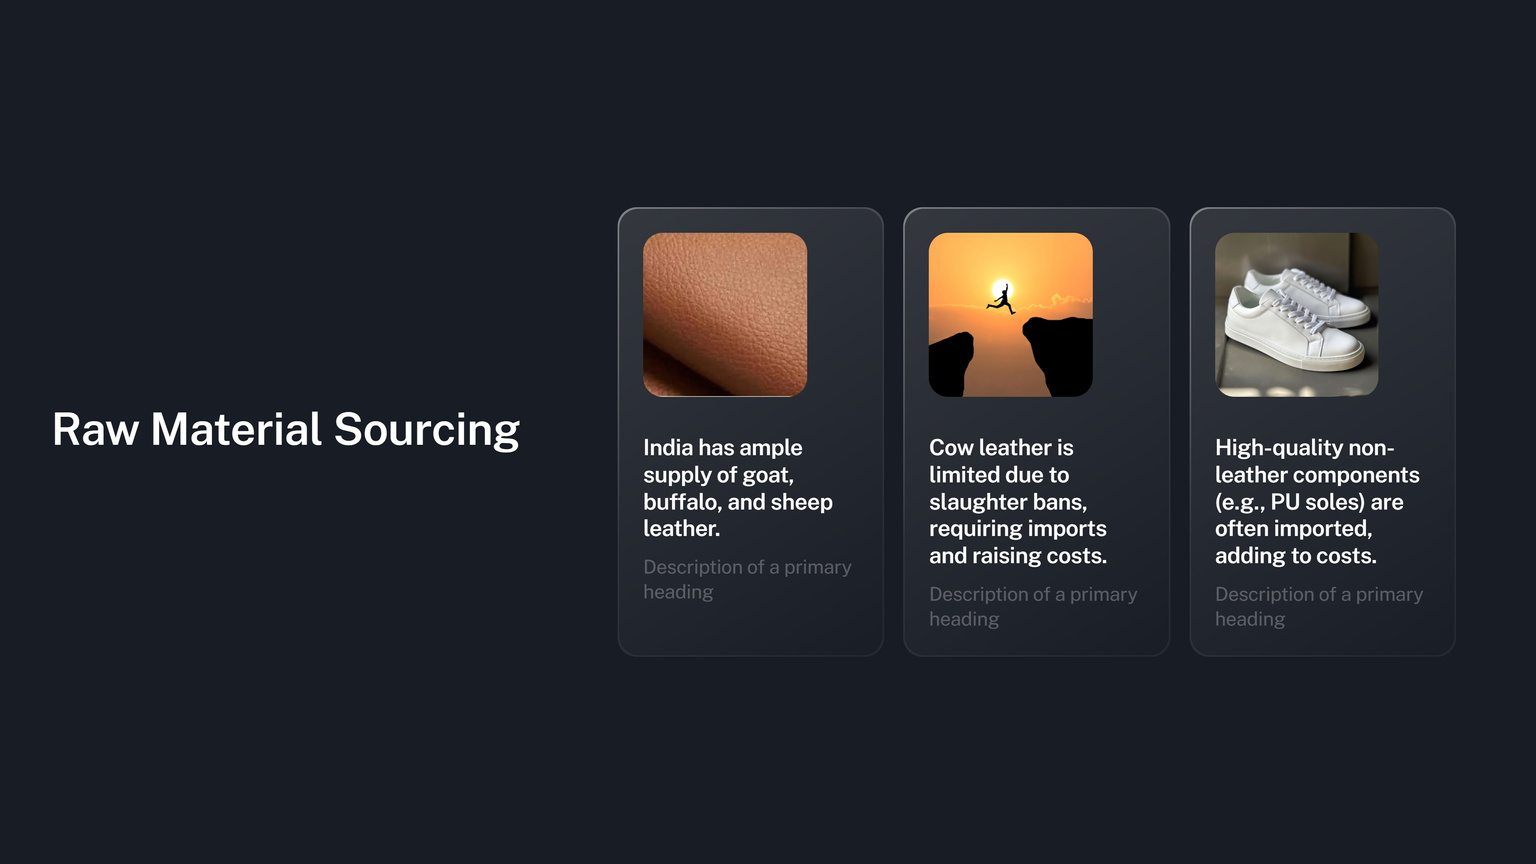 Raw Material Sourcing
India has ample
supply of goat,
buffalo, and sheep
leather.
Description of a primary
heading
Cow leather is
limited due to
slaughter bans,
requiring imports
and raising costs.
Description of a primary
heading
High-quality non-
leather components
(e.g., PU soles) are
often imported,
adding to costs.
Description of a primary
heading